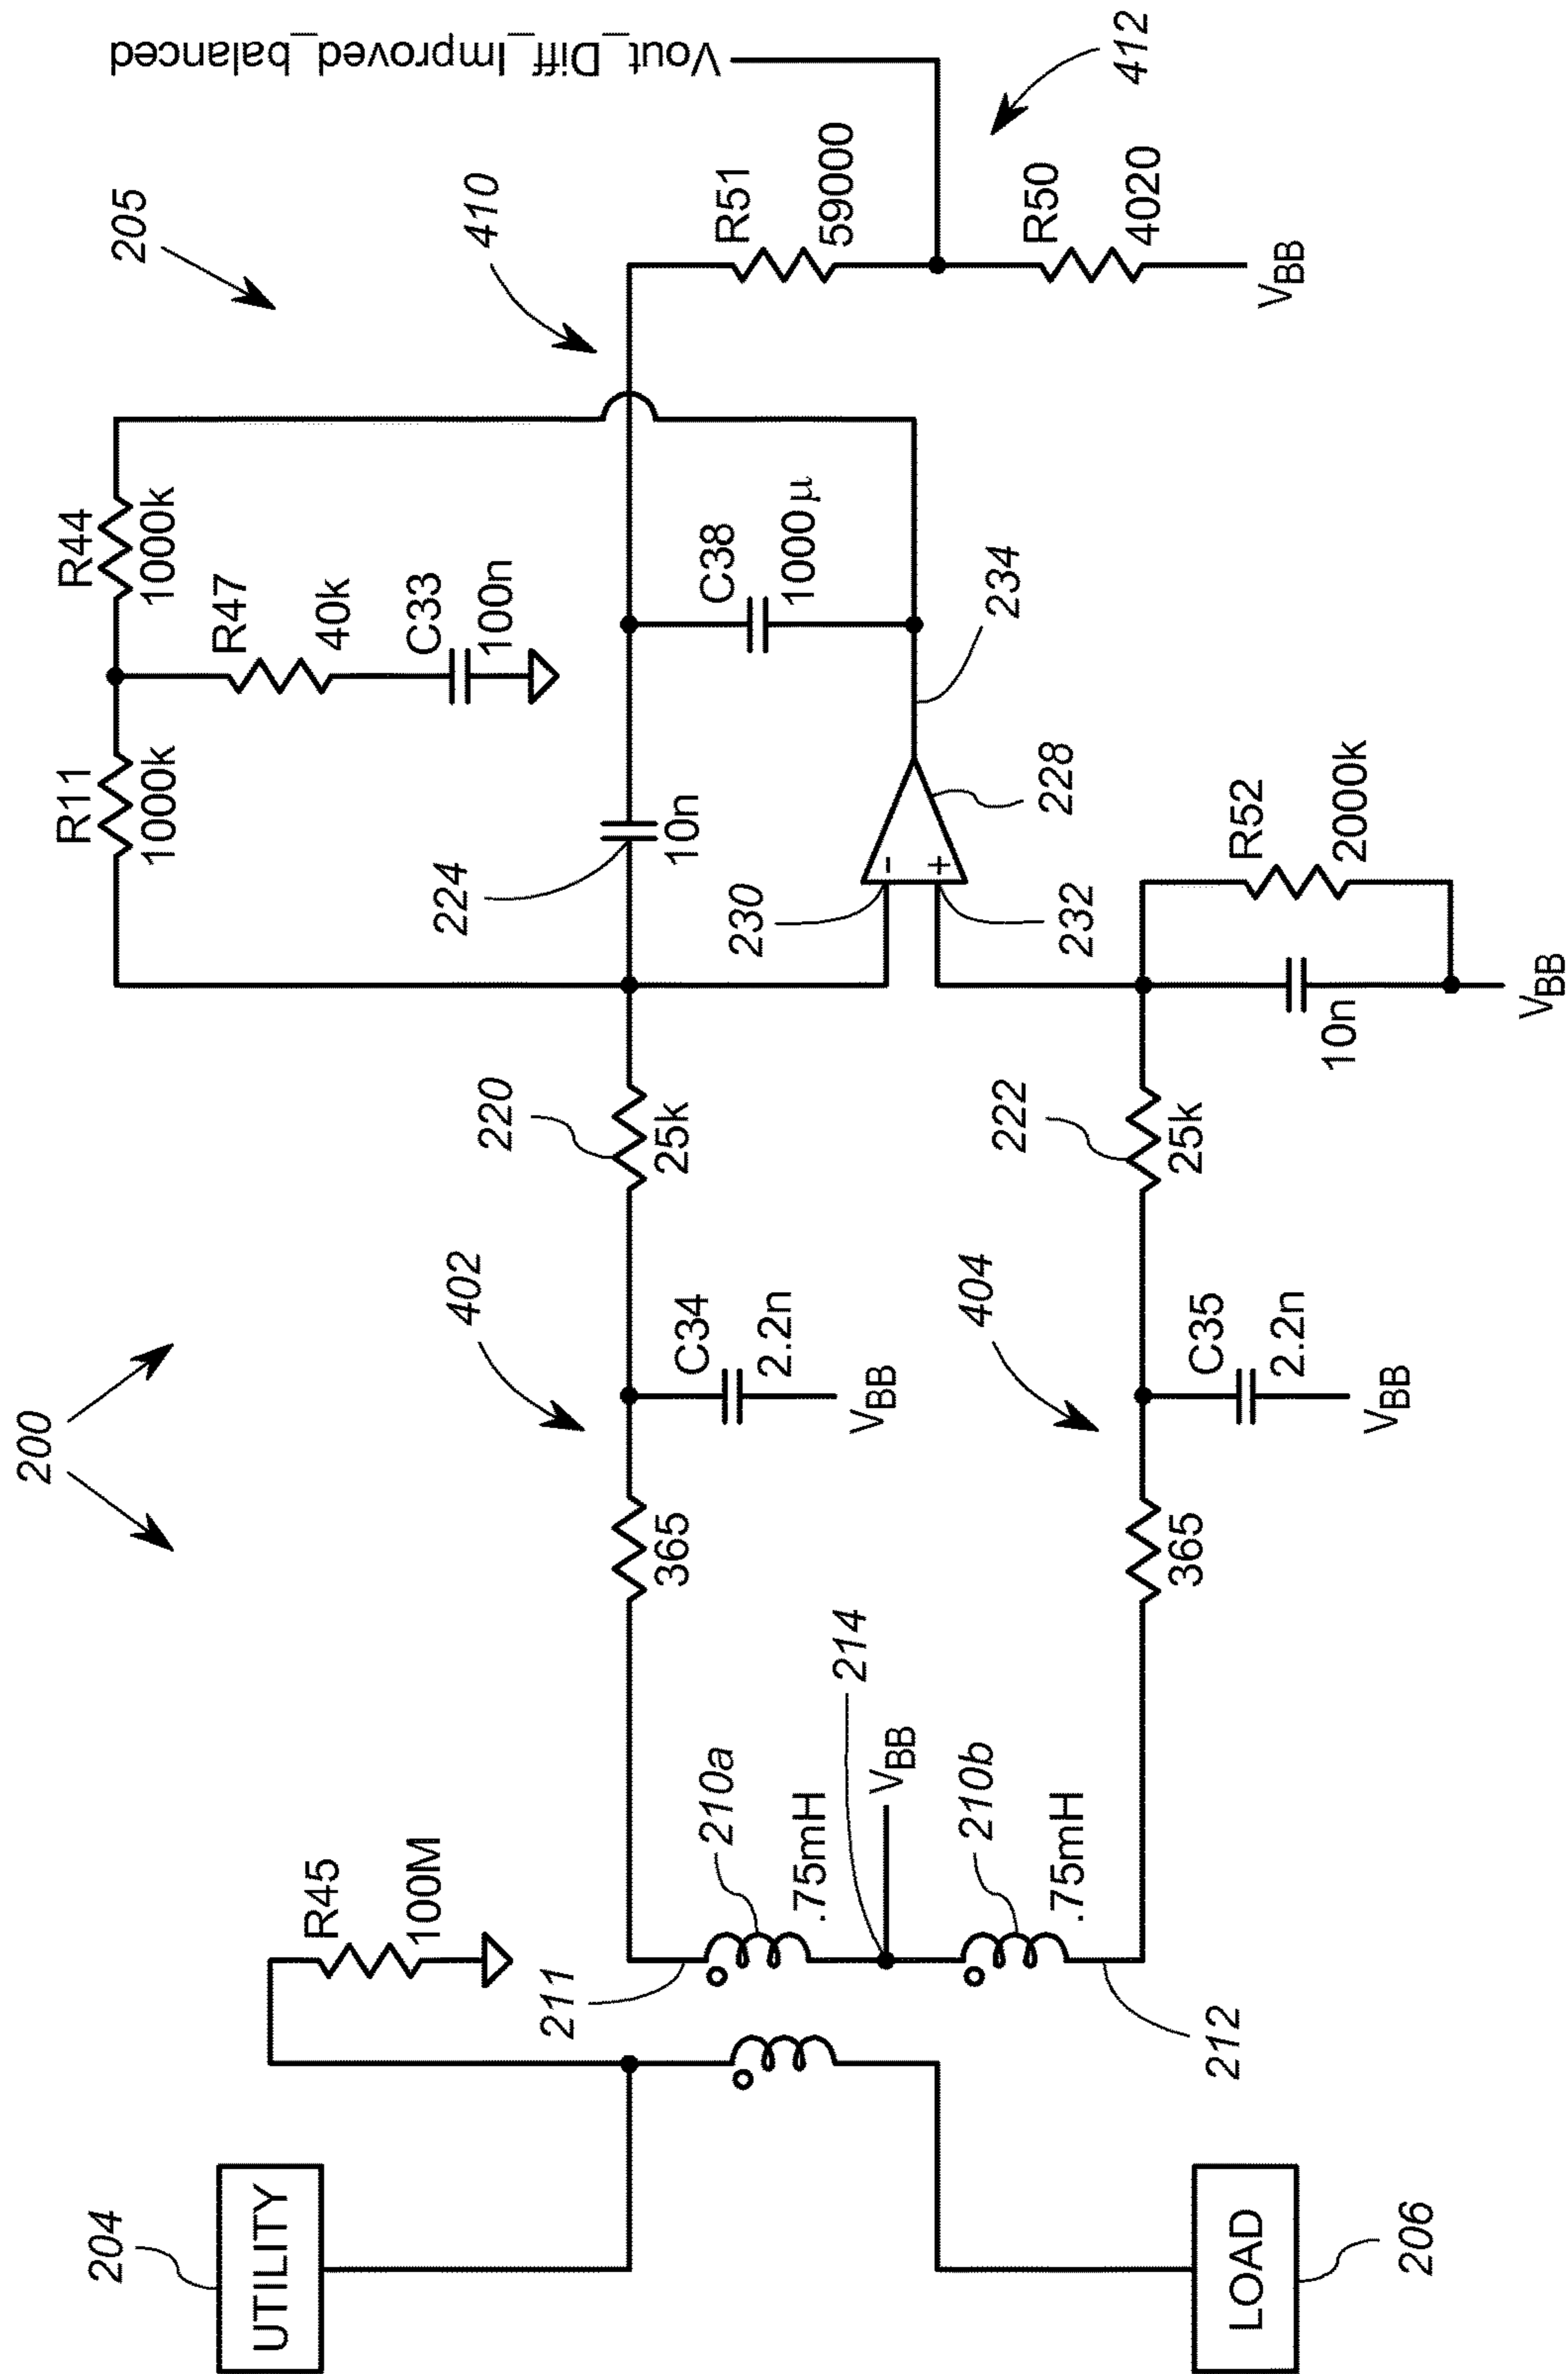 200
205
204
UTILITY
LOAD
206
R45
100M
211
210a
.75mH
214
VBB
210b
.75mH
212
365
402
C34
2.2n
VBB
365
404
C35
2.2n
VBB
220
25k
222
25k
R11
1000k
R44
1000k
R47
40k
C33
100n
224
10n
C38
1000μ
230
-
+
232
228
234
10n
R52
2000k
VBB
410
R51
59000
R50
4020
VBB
412
Vout_Diff_Improved_balanced